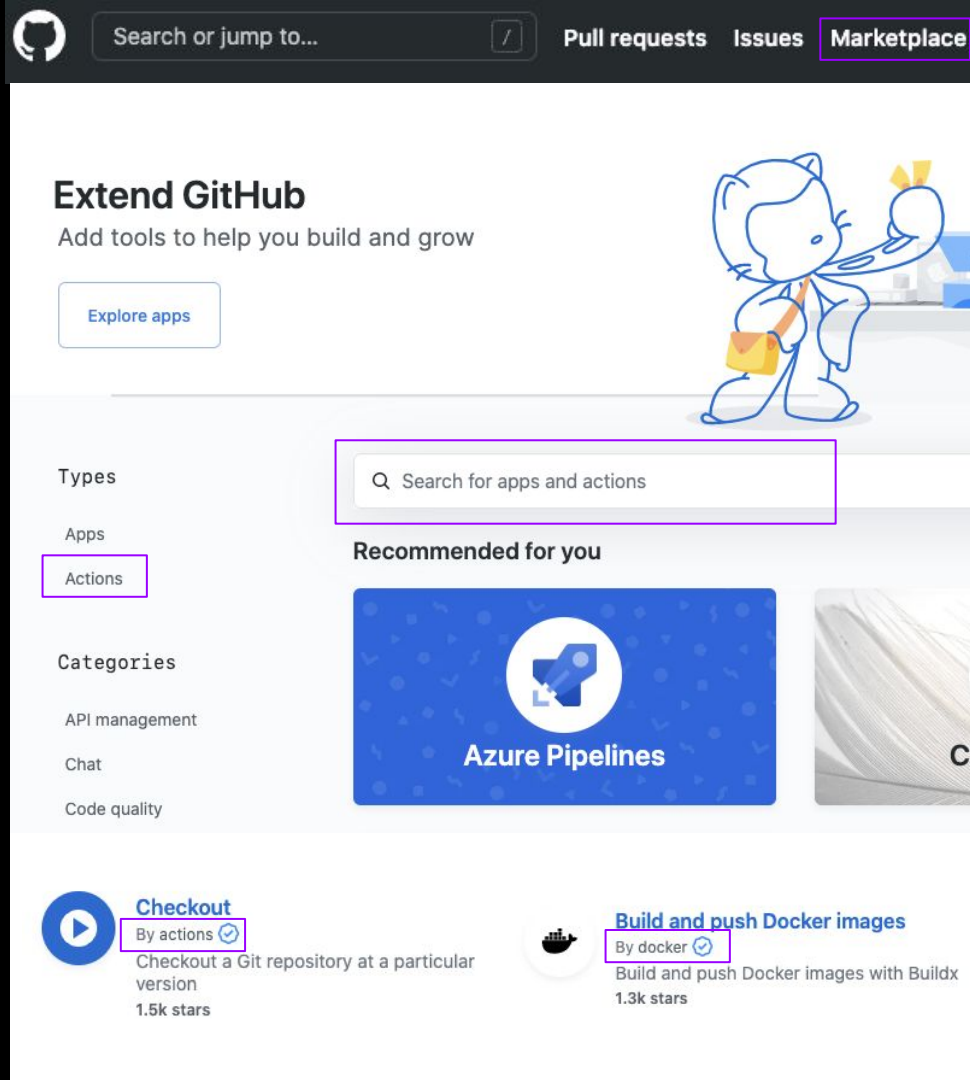 Search or jump to... /
Pull requests Issues Marketplace
Extend GitHub
Add tools to help you build and grow
Explore apps
Types
Apps
Actions
Categories
API management
Chat
Code quality
Search for apps and actions
Recommended for you
Azure Pipelines
C
Checkout
By actions
Checkout a Git repository at a particular
version
1.5k stars
Build and push Docker images
By docker
Build and push Docker images with Buildx
1.3k stars